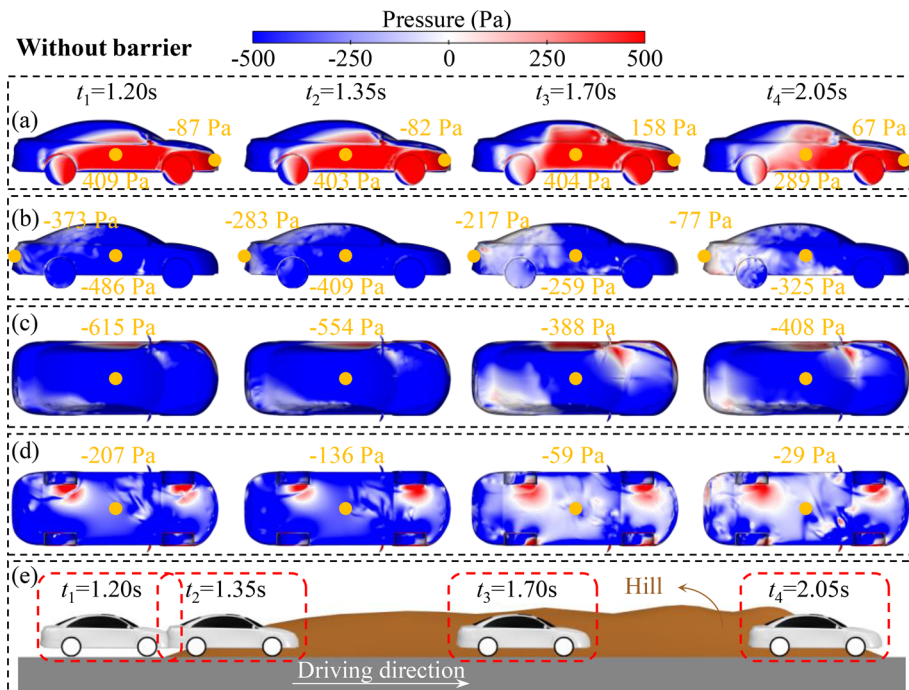 Pressure (Pa)
Without barrier
-500 -250 0 250 500
t₁=1.20s t₂=1.35s t₃=1.70s t₄=2.05s
(a)
-87 Pa -82 Pa 158 Pa 67 Pa
409 Pa 403 Pa 404 Pa 289 Pa
(b)
-373 Pa -283 Pa -217 Pa -77 Pa
-486 Pa -409 Pa -259 Pa -325 Pa
(c)
-615 Pa -554 Pa -388 Pa -408 Pa
(d)
-207 Pa -136 Pa -59 Pa -29 Pa
(e)
t₁=1.20s t₂=1.35s t₃=1.70s Hill t₄=2.05s
Driving direction